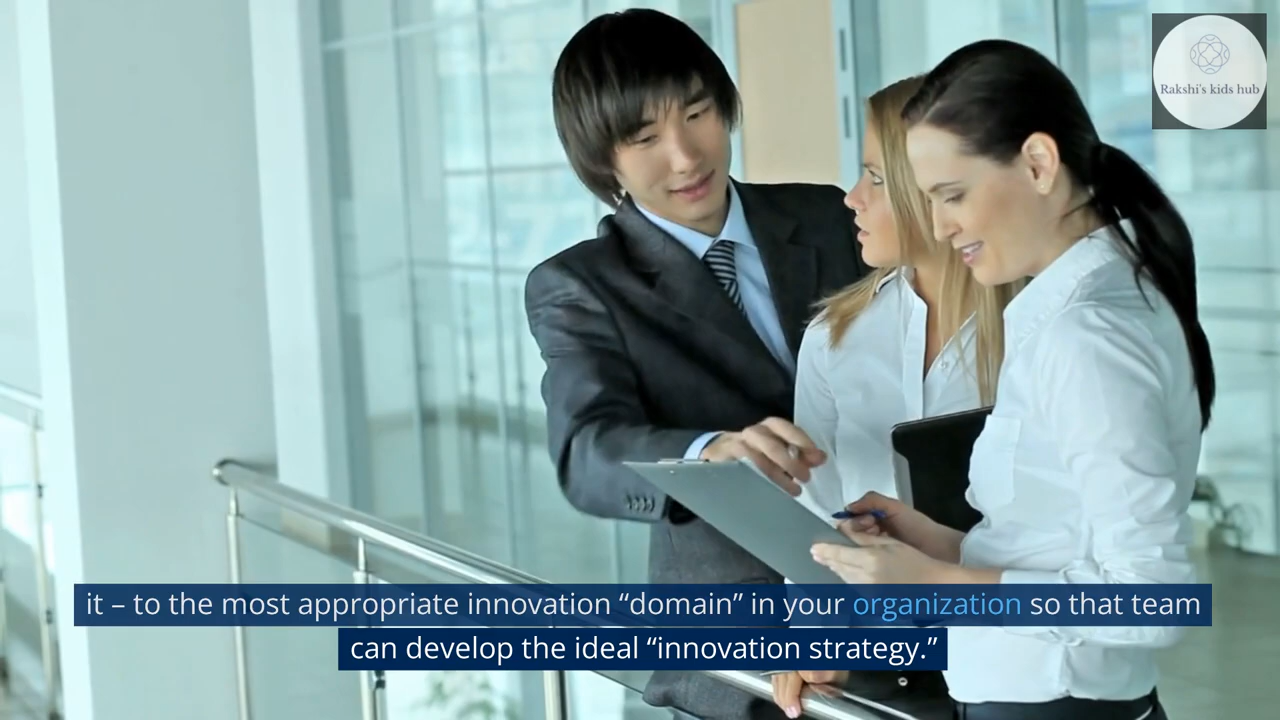 Rakshi's kids hub
it – to the most appropriate innovation “domain” in your organization so that team
can develop the ideal “innovation strategy.”